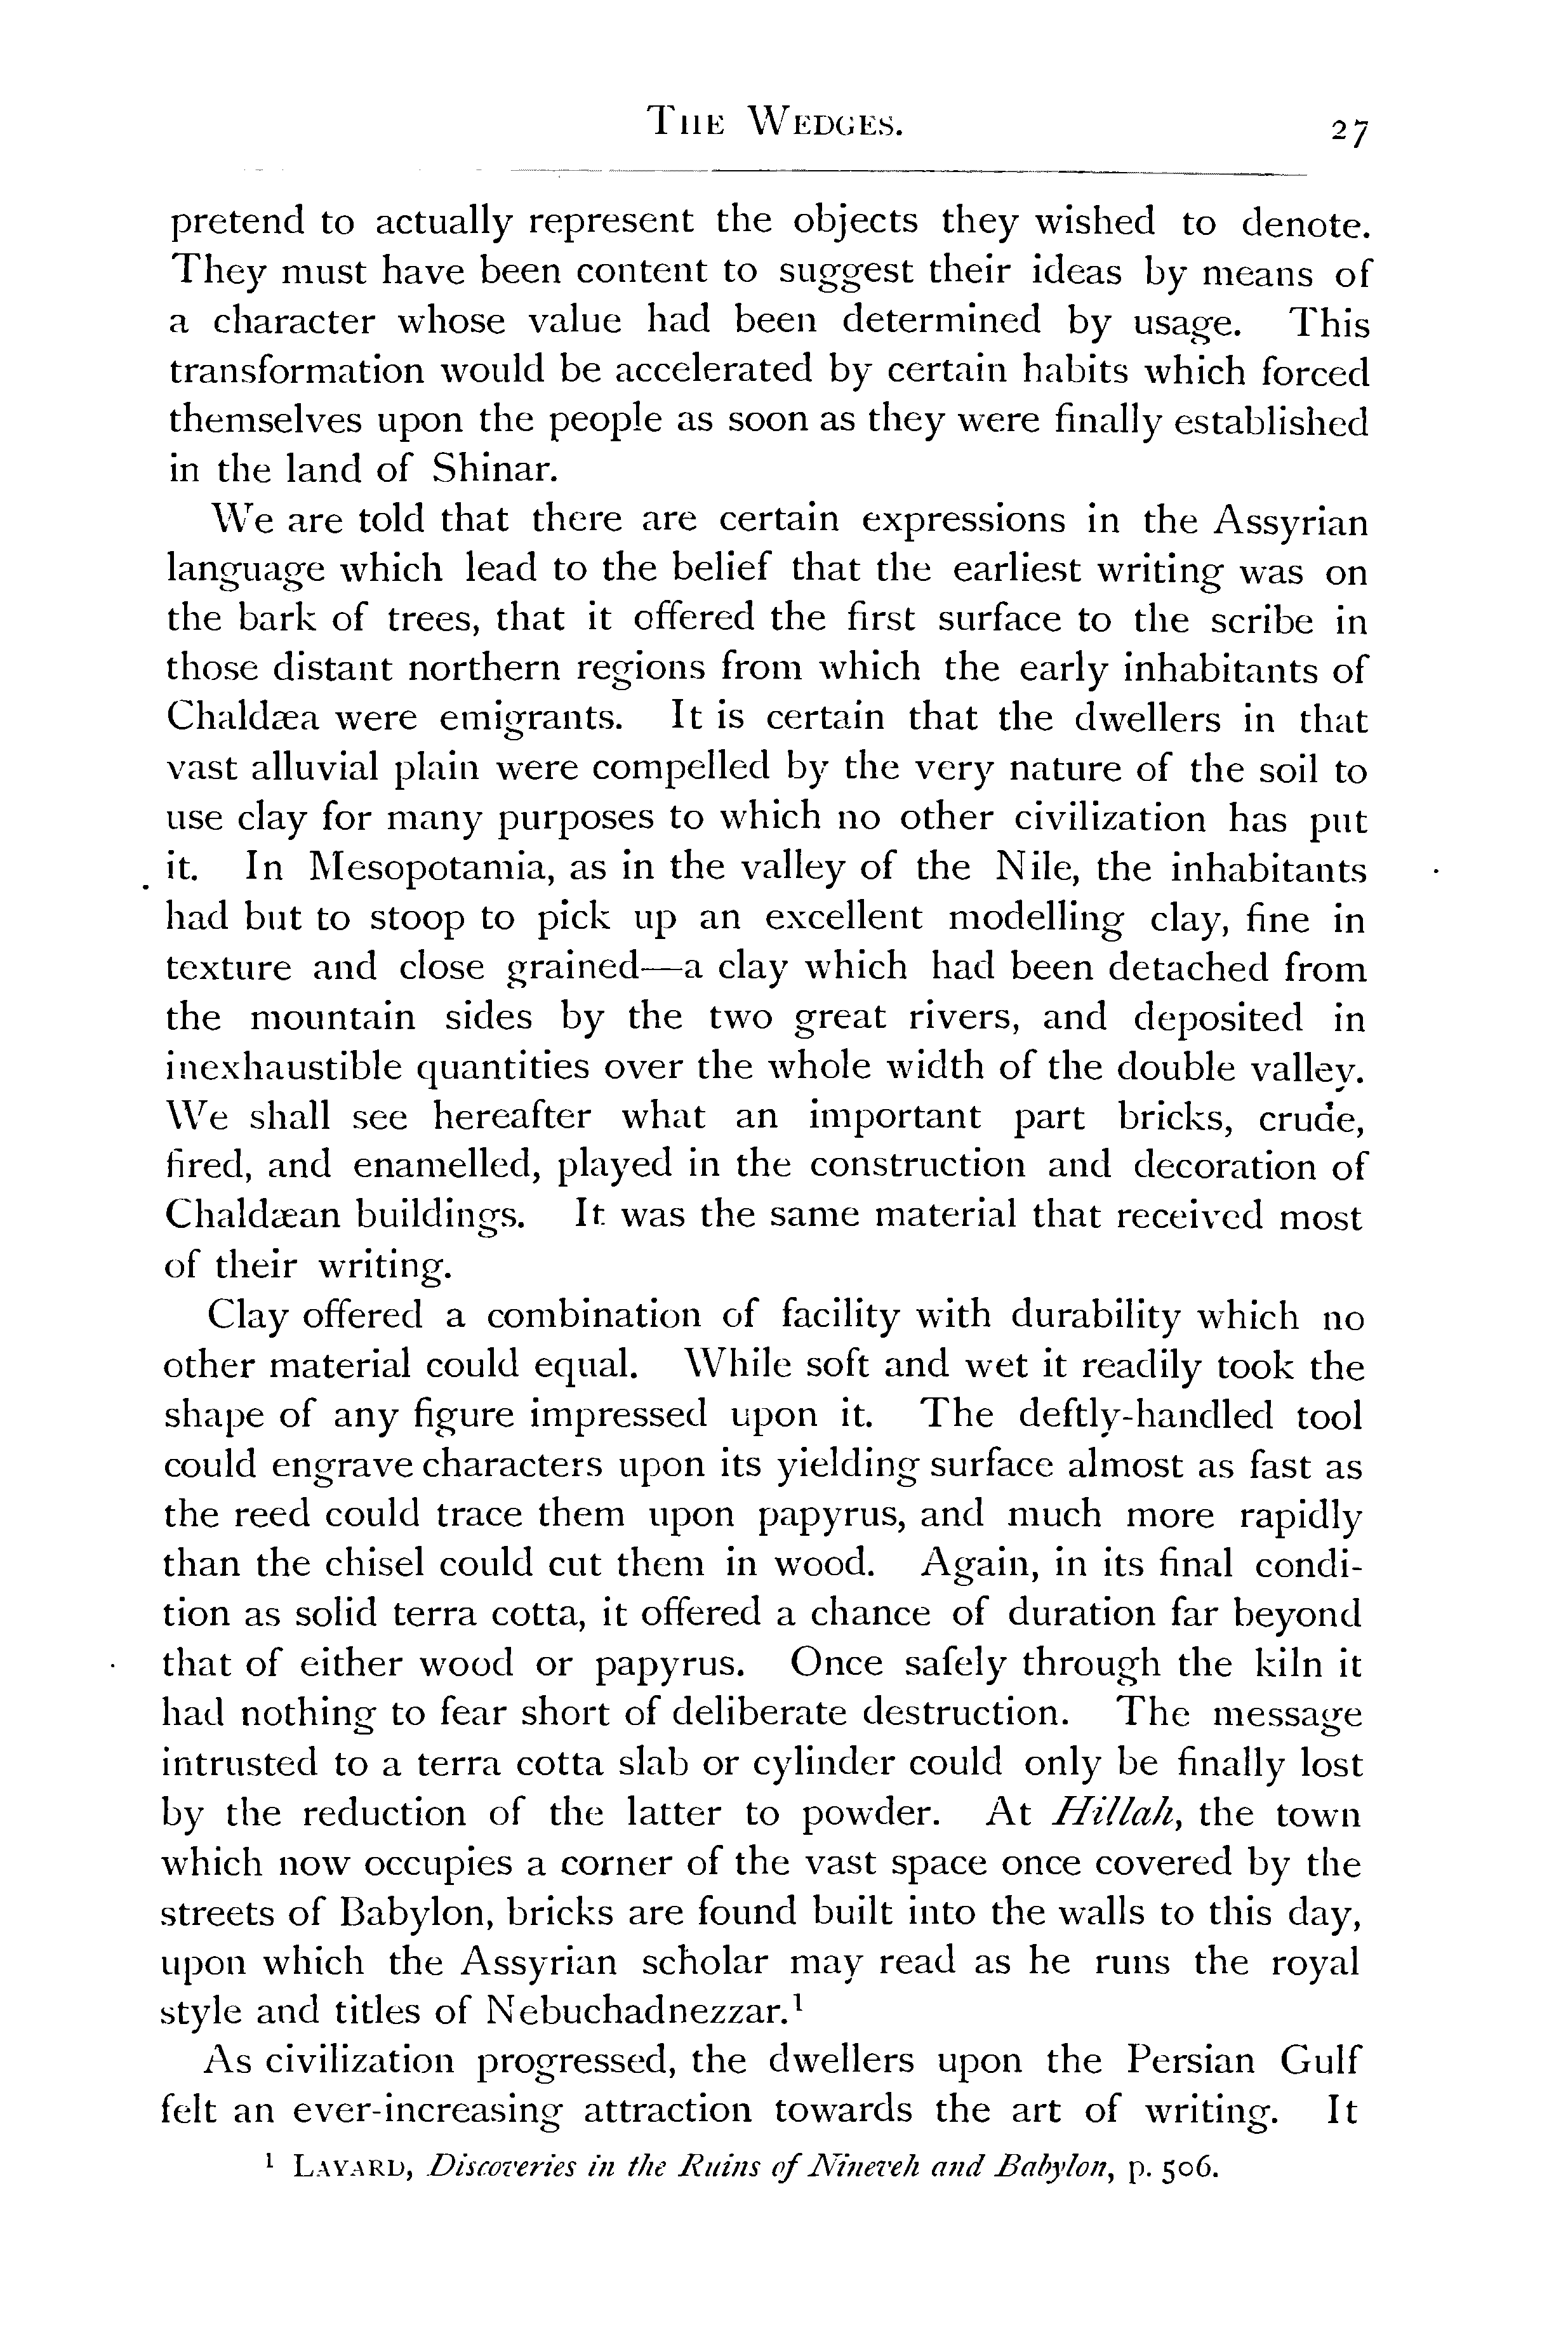 THE WEDGES. 27
pretend to actually represent the objects they wished to denote.
They must have been content to suggest their ideas by means of
a character whose value had been determined by usage. This
transformation would be accelerated by certain habits which forced
themselves upon the people as soon as they were finally established
in the land of Shinar.
We are told that there are certain expressions in the Assyrian
language which lead to the belief that the earliest writing was on
the bark of trees, that it offered the first surface to the scribe in
those distant northern regions from which the early inhabitants of
Chaldæa were emigrants. It is certain that the dwellers in that
vast alluvial plain were compelled by the very nature of the soil to
use clay for many purposes to which no other civilization has put
it. In Mesopotamia, as in the valley of the Nile, the inhabitants
had but to stoop to pick up an excellent modelling clay, fine in
texture and close grained—a clay which had been detached from
the mountain sides by the two great rivers, and deposited in
inexhaustible quantities over the whole width of the double valley.
We shall see hereafter what an important part bricks, crude,
fired, and enamelled, played in the construction and decoration of
Chaldæan buildings. It was the same material that received most
of their writing.
Clay offered a combination of facility with durability which no
other material could equal. While soft and wet it readily took the
shape of any figure impressed upon it. The deftly-handled tool
could engrave characters upon its yielding surface almost as fast as
the reed could trace them upon papyrus, and much more rapidly
than the chisel could cut them in wood. Again, in its final condi-
tion as solid terra cotta, it offered a chance of duration far beyond
that of either wood or papyrus. Once safely through the kiln it
had nothing to fear short of deliberate destruction. The message
intrusted to a terra cotta slab or cylinder could only be finally lost
by the reduction of the latter to powder. At Hillah, the town
which now occupies a corner of the vast space once covered by the
streets of Babylon, bricks are found built into the walls to this day,
upon which the Assyrian scholar may read as he runs the royal
style and titles of Nebuchadnezzar.¹
As civilization progressed, the dwellers upon the Persian Gulf
felt an ever-increasing attraction towards the art of writing. It
¹ LAYARD, Discoveries in the Ruins of Nineveh and Babylon, p. 506.